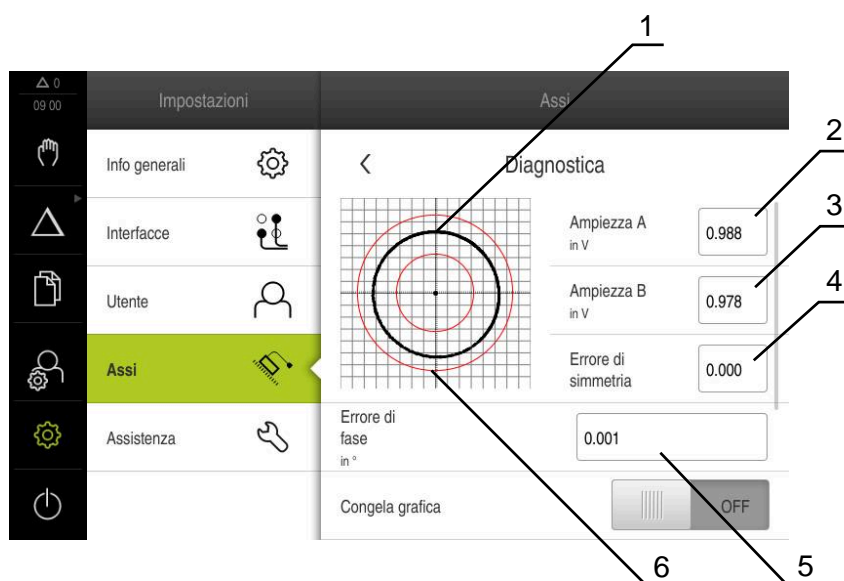 1
△ 0
09 00
Impostazioni
Assi
Info generali
Interfacce
Utente
Assi
Assistenza
Diagnostica
Ampiezza A
in V
0.988
2
Ampiezza B
in V
0.978
3
Errore di
simmetria
0.000
4
Errore di
fase
in °
0.001
5
Congela grafica
OFF
6